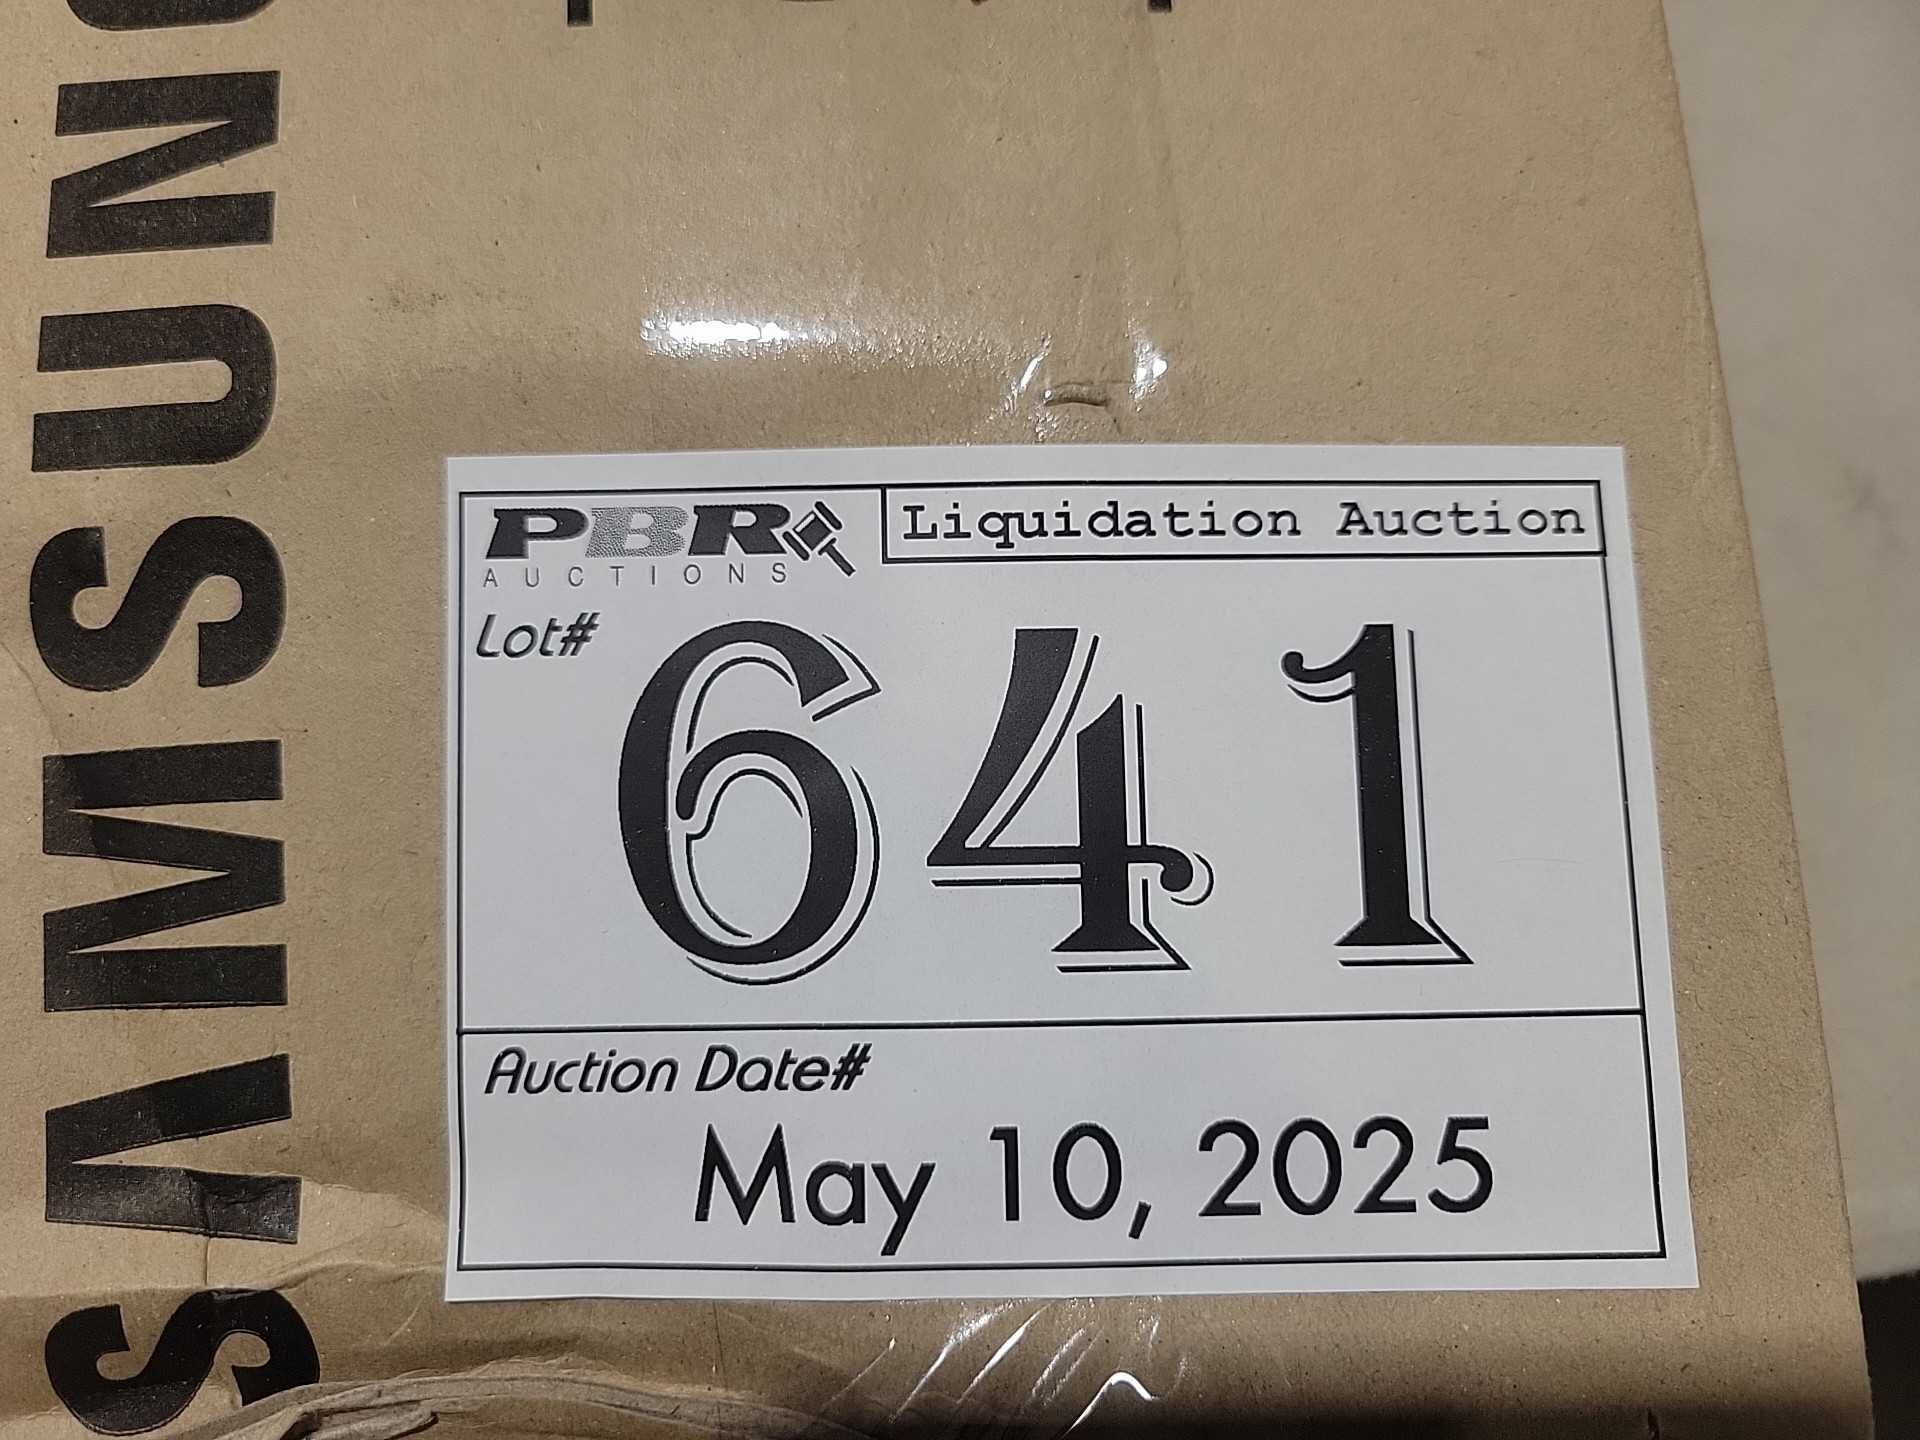 SAMSUNG
PBR
AUCTIONS
Liquidation Auction
Lot#
641
Auction Date#
May 10, 2025